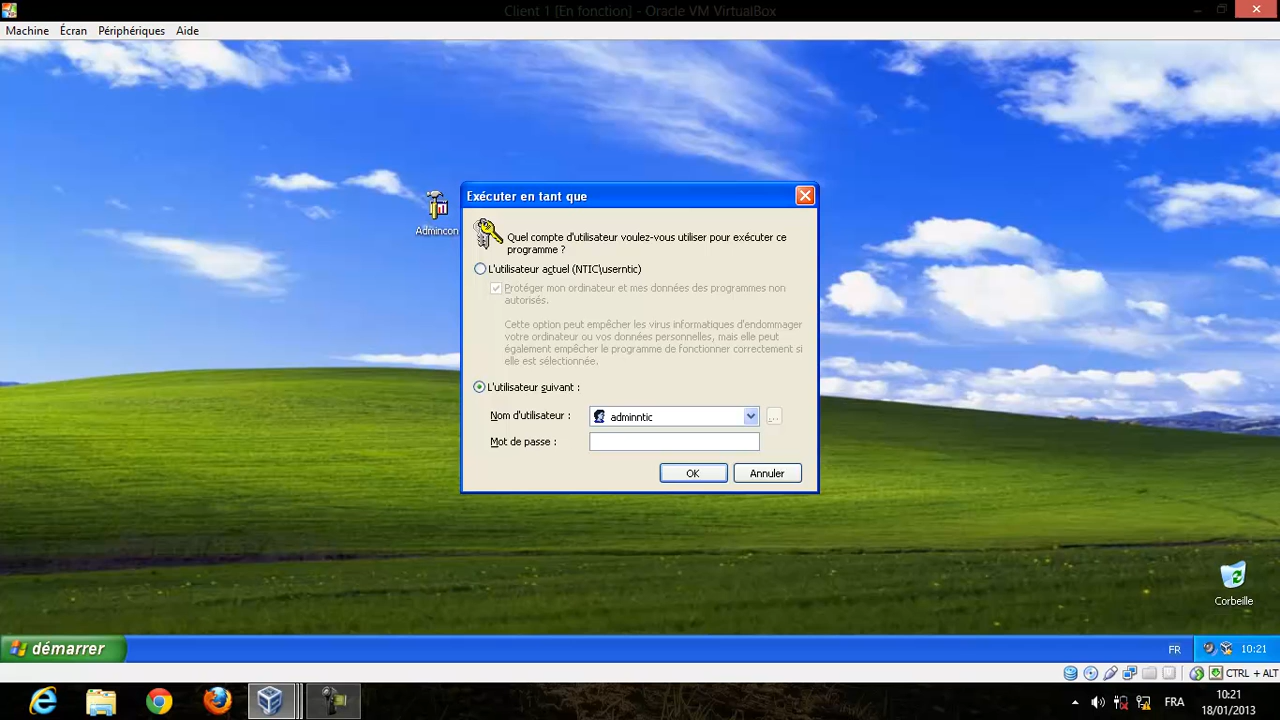 Client 1 [En fonction] - Oracle VM VirtualBox
Machine Écran Périphériques Aide
Admincon
Exécuter en tant que
Quel compte d'utilisateur voulez-vous utiliser pour exécuter ce
programme ?
L'utilisateur actuel (NTIC\userntic)
Protéger mon ordinateur et mes données des programmes non
autorisés.
Cette option peut empêcher les virus informatiques d'endommager
votre ordinateur ou vos données personnelles, mais elle peut
également empêcher le programme de fonctionner correctement si
elle est sélectionnée.
L'utilisateur suivant :
Nom d'utilisateur : adminntic ...
Mot de passe :
OK Annuler
Corbeille
démarrer FR 10:21
CTRL + ALT
FRA 10:21
18/01/2013